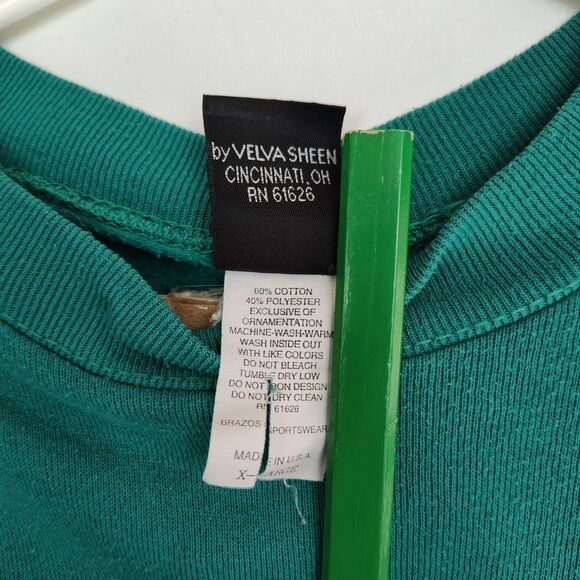 by VELVA SHEEN
CINCINNATI, OH
RN 61626
60% COTTON
40% POLYESTER
EXCLUSIVE OF
ORNAMENTATION
MACHINE-WASH-WARM
WASH INSIDE OUT
WITH LIKE COLORS
DO NOT BLEACH
TUMBLE DRY LOW
DO NOT IRON DESIGN
DO NOT DRY CLEAN
RN 61626
BRAZOS SPORTSWEAR
MADE IN U.S.A.
X-LARGE